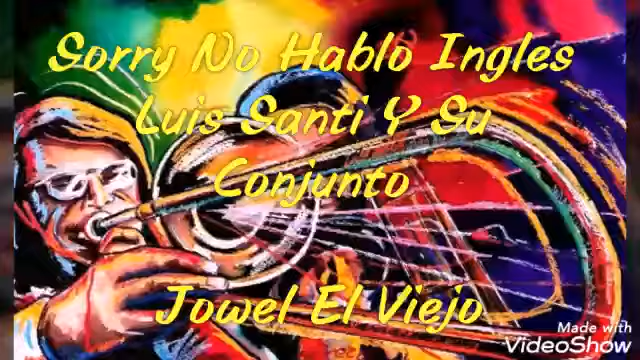 Sorry No Hablo Ingles
Luis Santi Y Su
Conjunto
Jowel El Viejo
Made with
VideoShow